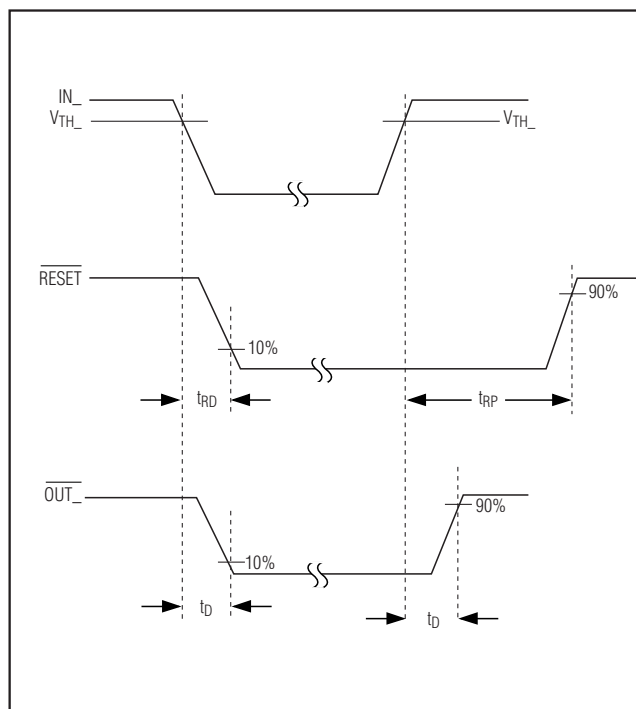 IN_
VTH_ VTH_
RESET
90%
10%
tRD tRP
OUT_
90%
10%
tD tD